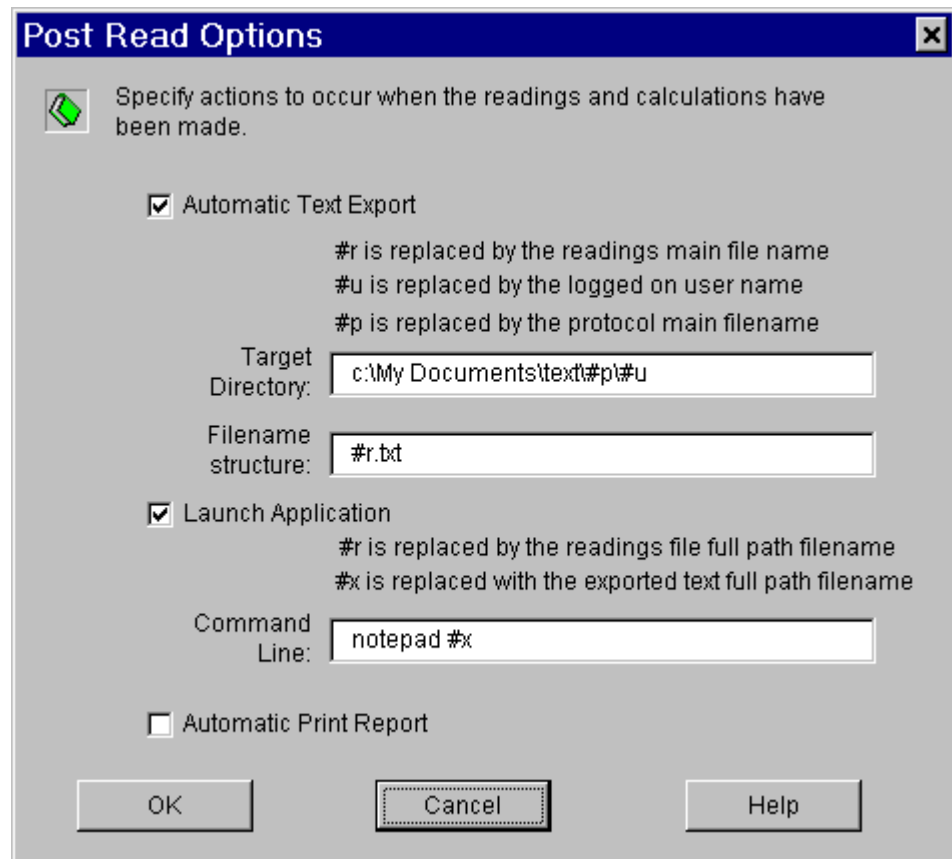 Post Read Options
Specify actions to occur when the readings and calculations have
been made.
Automatic Text Export
#r is replaced by the readings main file name
#u is replaced by the logged on user name
#p is replaced by the protocol main filename
Target
Directory:
c:\My Documents\text\#p\#u
Filename
structure:
#r.txt
Launch Application
#r is replaced by the readings file full path filename
#x is replaced with the exported text full path filename
Command
Line:
notepad #x
Automatic Print Report
OK
Cancel
Help